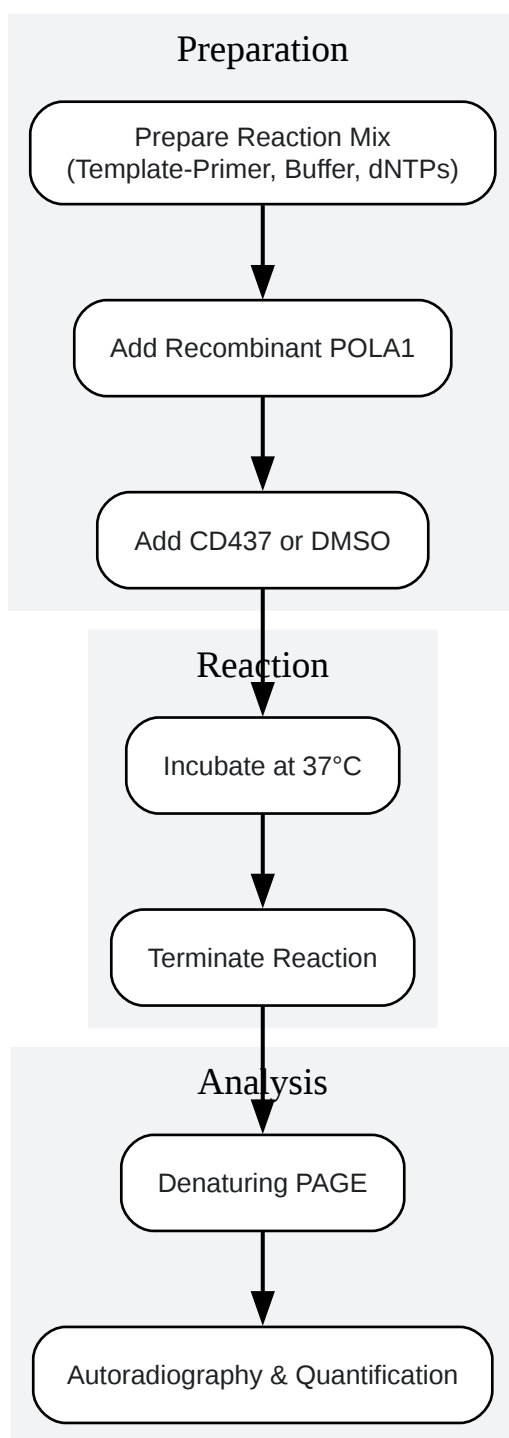 Preparation
Prepare Reaction Mix
(Template-Primer, Buffer, dNTPs)
Add Recombinant POLA1
Add CD437 or DMSO
Reaction
Incubate at 37°C
Terminate Reaction
Analysis
Denaturing PAGE
Autoradiography & Quantification